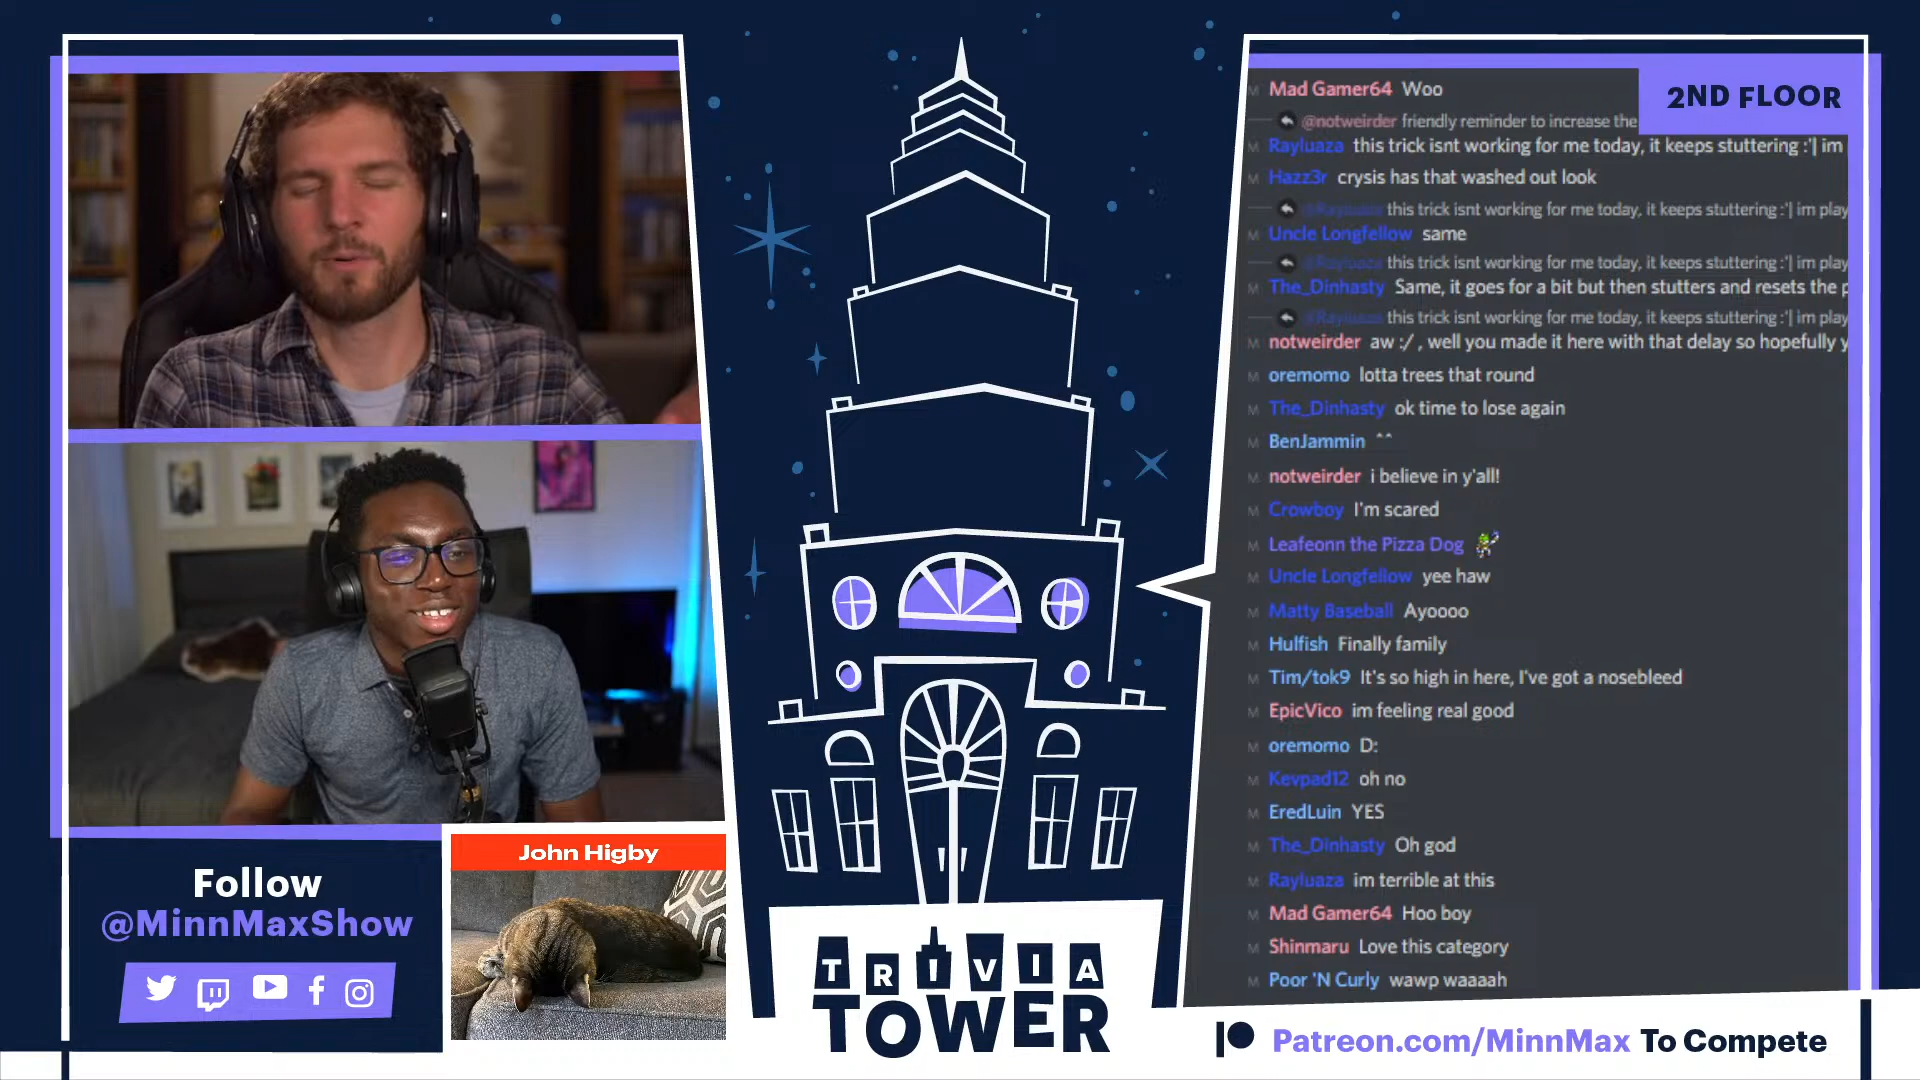 Mad Gamer64 Woo
2ND FLOOR
@notweirder friendly reminder to increase the
Rayluaza this trick isnt working for me today, it keeps stuttering :'| im
Hazz3r crysis has that washed out look
@Rayluaza this trick isnt working for me today, it keeps stuttering :'| im play
Uncle Longfellow same
@Rayluaza this trick isnt working for me today, it keeps stuttering :'| im play
The_Dinhasty Same, it goes for a bit but then stutters and resets the p
@Rayluaza this trick isnt working for me today, it keeps stuttering :'| im play
notweirder aw :/ , well you made it here with that delay so hopefully y
oremomo lotta trees that round
The_Dinhasty ok time to lose again
BenJammin ^^
notweirder i believe in y'all!
Crowboy I'm scared
Leafeonn the Pizza Dog
Uncle Longfellow yee haw
Matty Baseball Ayoooo
Hulfish Finally family
Tim/tok9 It's so high in here, I've got a nosebleed
EpicVico im feeling real good
oremomo D:
Kevpad12 oh no
EredLuin YES
The_Dinhasty Oh god
Rayluaza im terrible at this
Mad Gamer64 Hoo boy
Shinmaru Love this category
Poor 'N Curly wawp waaaah
John Higby
Follow
@MinnMaxShow
TRIVIA
TOWER
Patreon.com/MinnMax To Compete